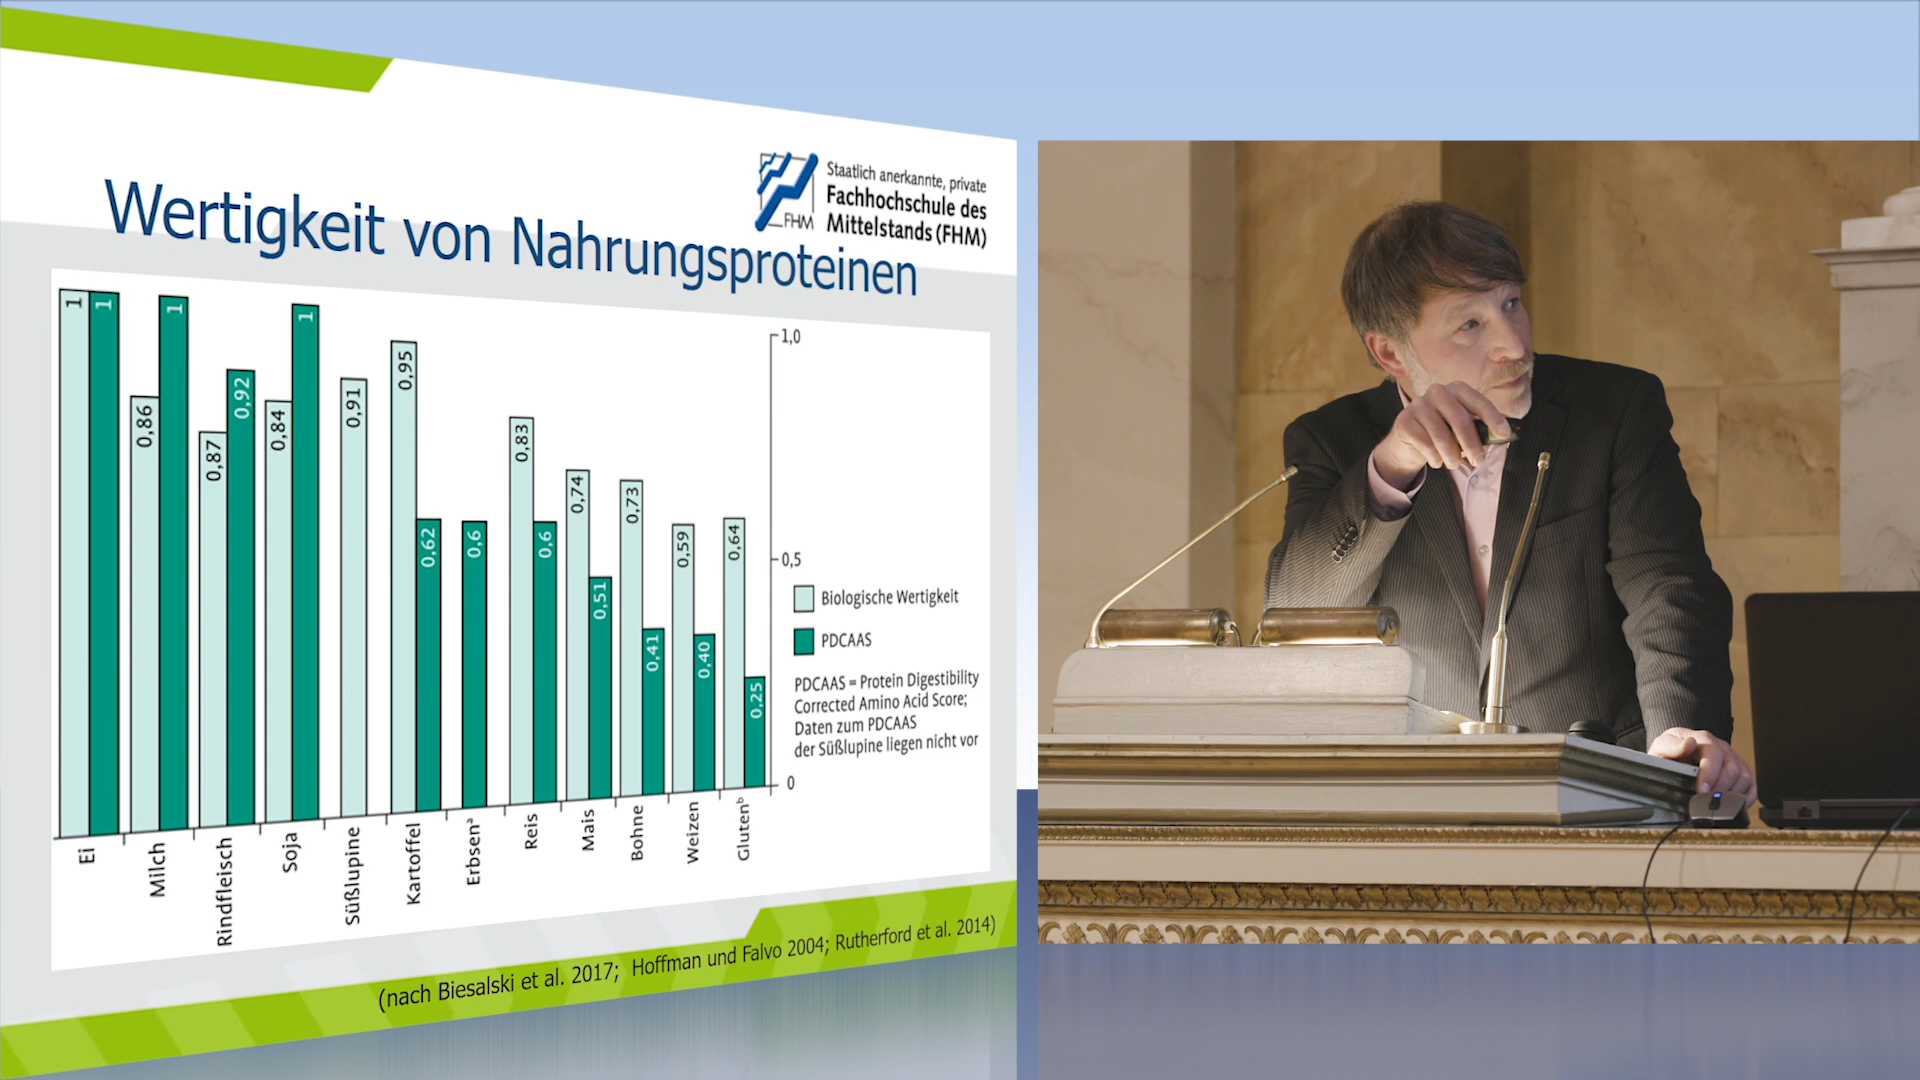 Staatlich anerkannte, private
Fachhochschule des
Mittelstands (FHM)
FHM
Wertigkeit von Nahrungsproteinen
1
1
0,86
1
0,87
0,92
0,84
1
0,91
0,95
0,62
0,6
0,83
0,6
0,74
0,51
0,73
0,41
0,59
0,40
0,64
0,25
1,0
0,5
0
Biologische Wertigkeit
PDCAAS
PDCAAS = Protein Digestibility
Corrected Amino Acid Score;
Daten zum PDCAAS
der Süßlupine liegen nicht vor
Ei
Milch
Rindfleisch
Soja
Süßlupine
Kartoffel
Erbsenᵃ
Reis
Mais
Bohne
Weizen
Glutenᵇ
(nach Biesalski et al. 2017; Hoffman und Falvo 2004; Rutherford et al. 2014)